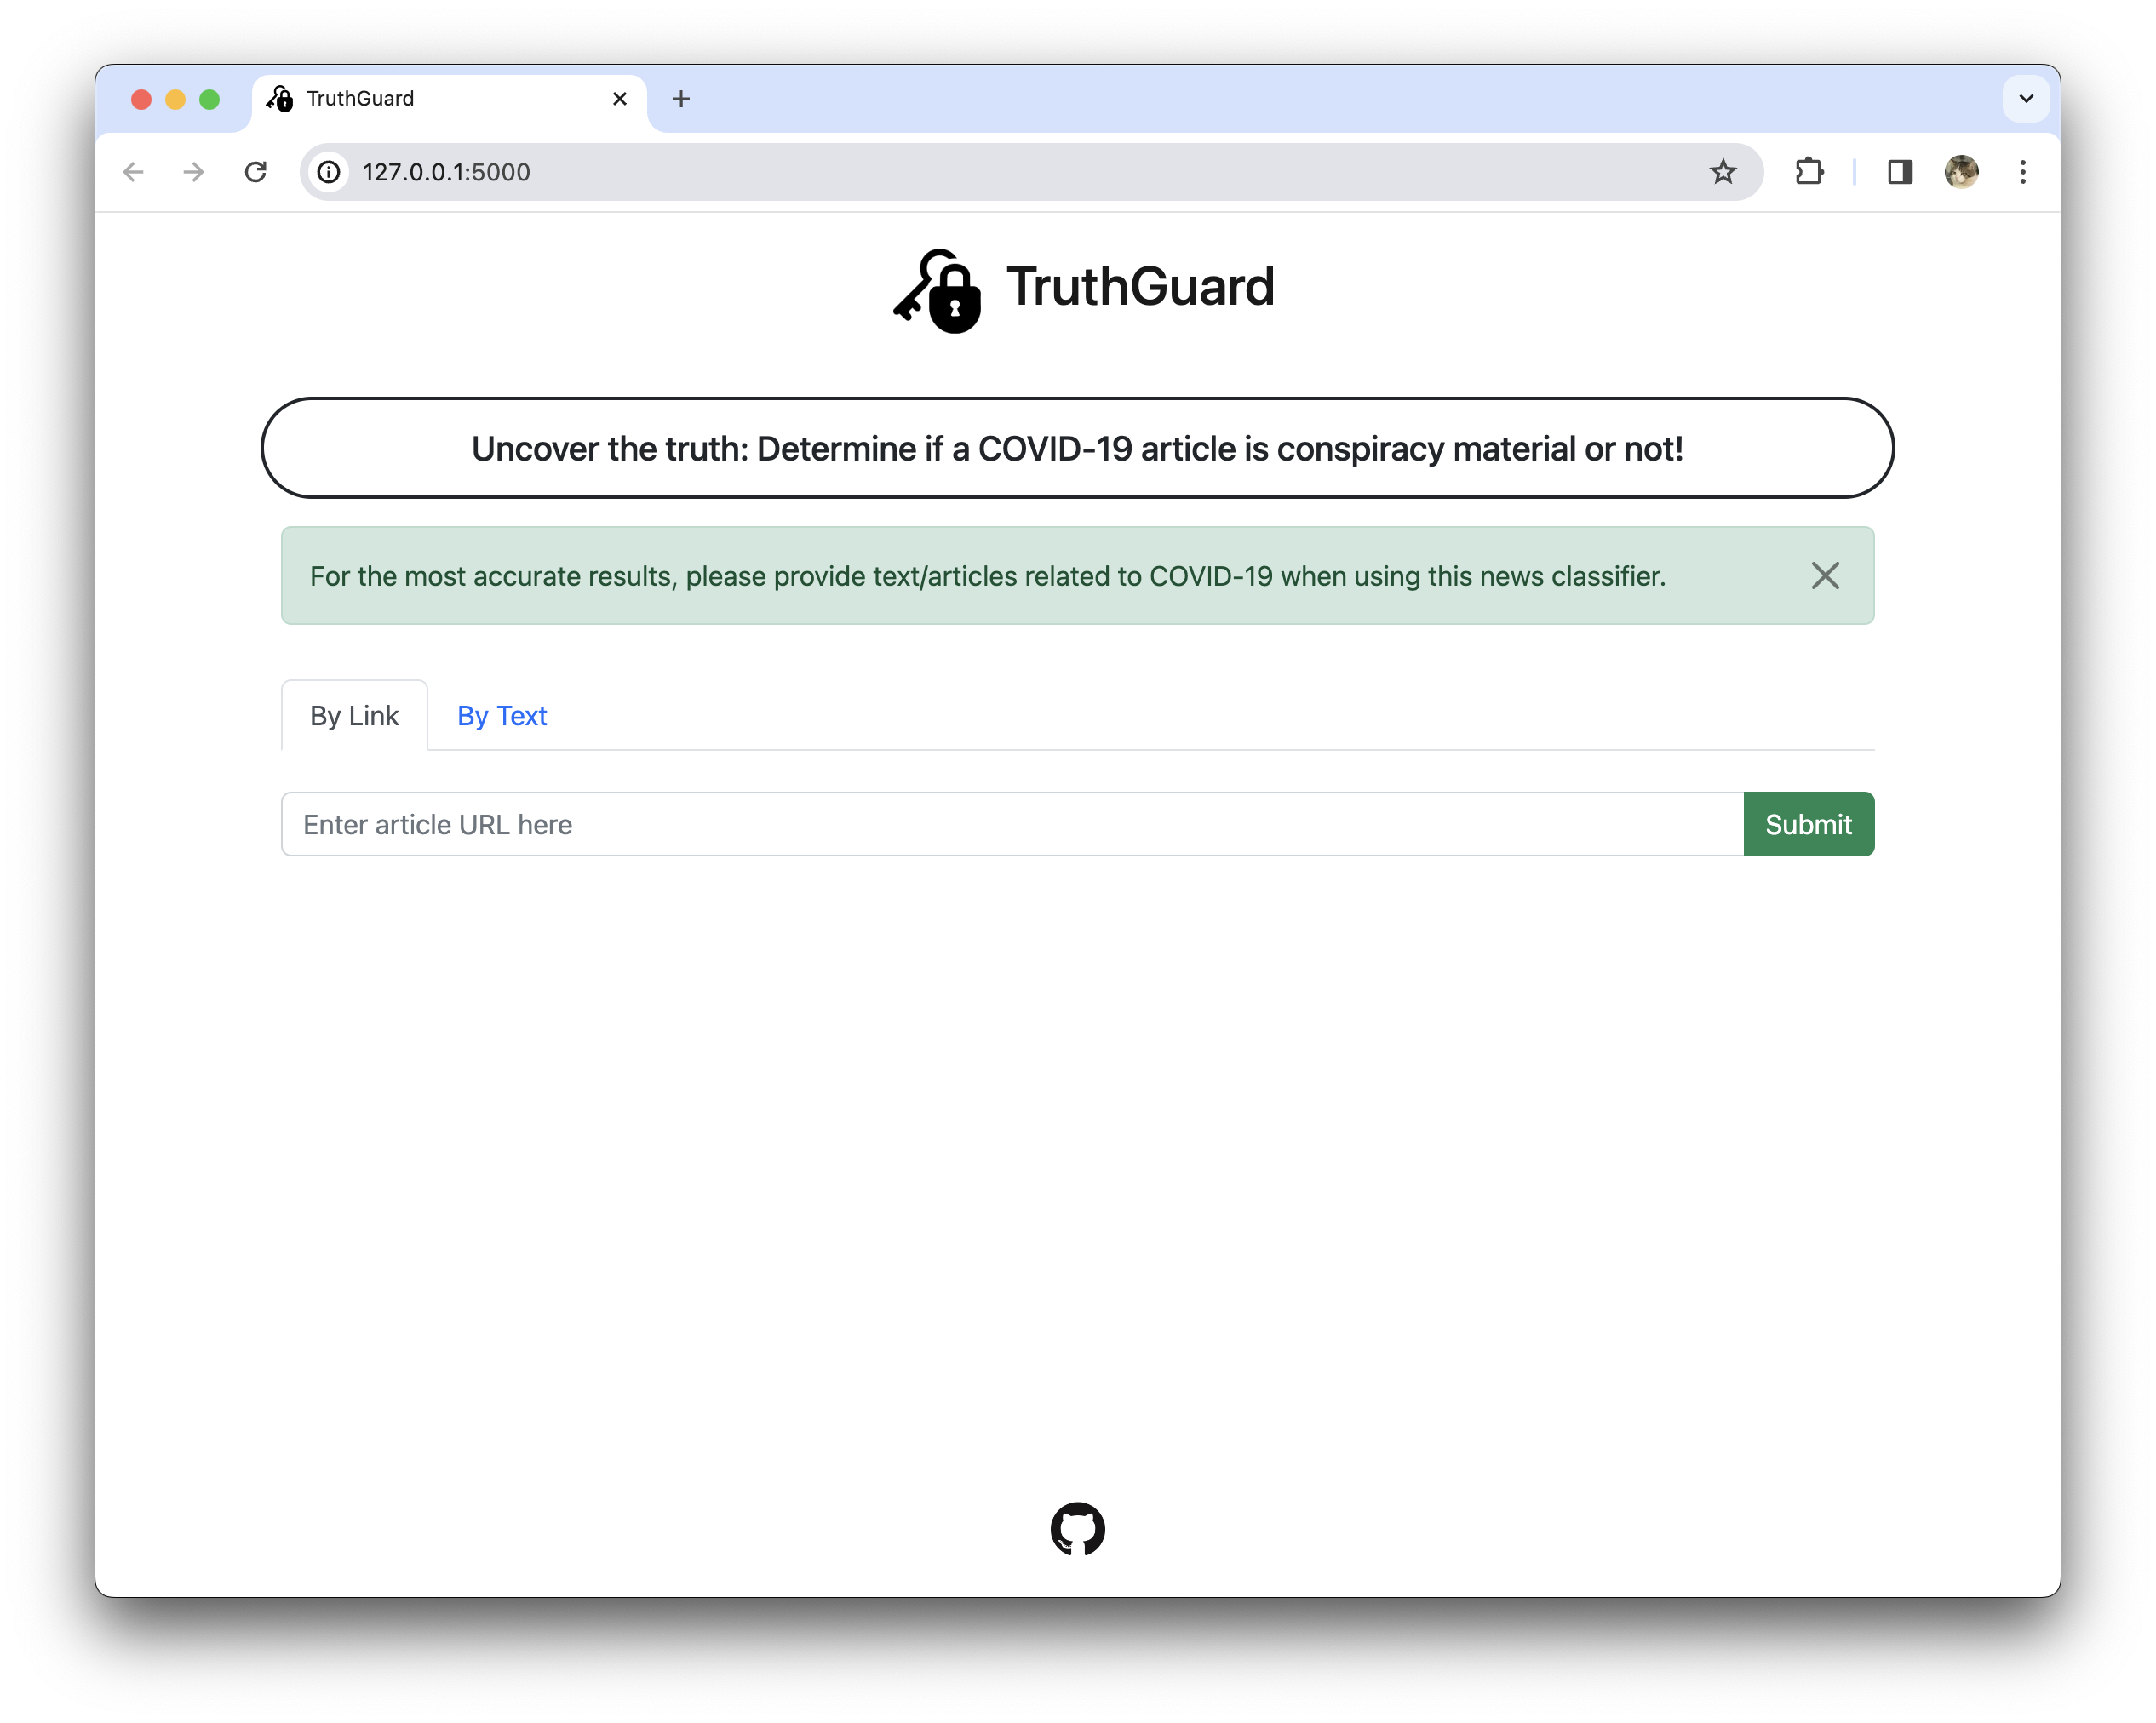 TruthGuard
127.0.0.1:5000
TruthGuard
Uncover the truth: Determine if a COVID-19 article is conspiracy material or not!
For the most accurate results, please provide text/articles related to COVID-19 when using this news classifier.
By Link
By Text
Enter article URL here
Submit